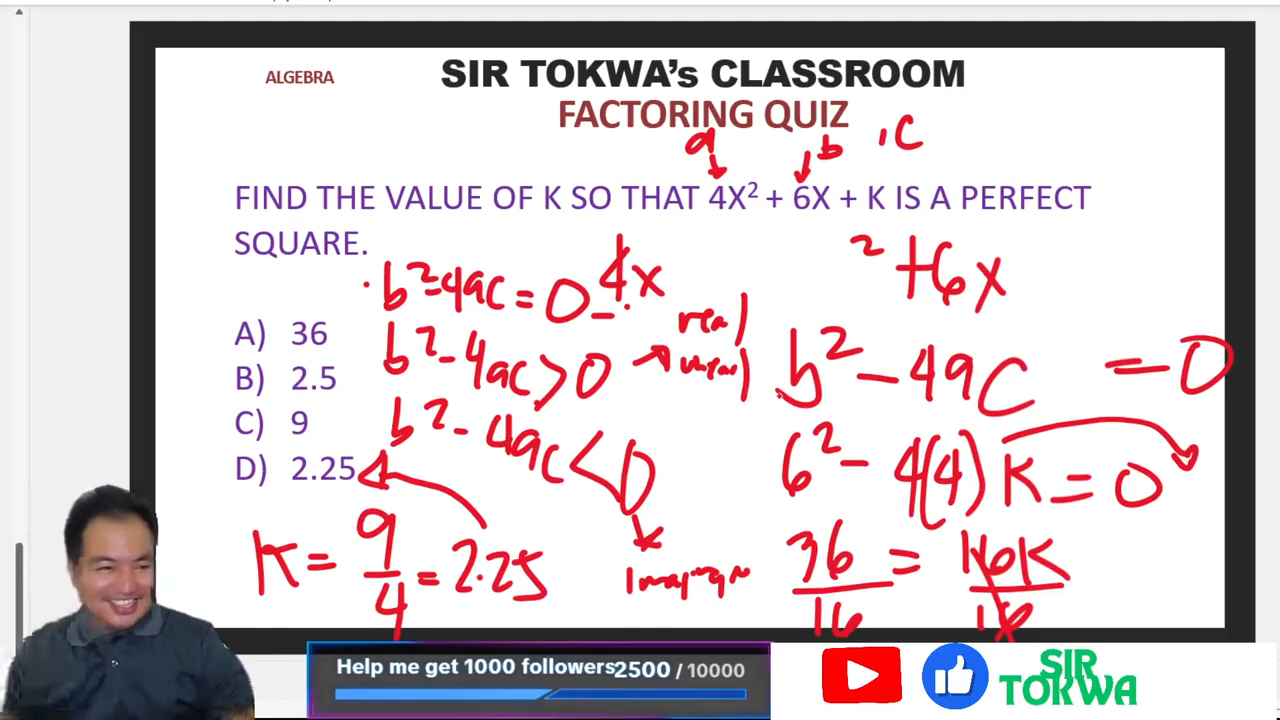 ALGEBRA
SIR TOKWA's CLASSROOM
FACTORING QUIZ
a b , C
FIND THE VALUE OF K SO THAT 4X² + 6X + K IS A PERFECT
SQUARE.
4x ² +6x
b²-4ac = 0
b² - 4ac > 0 real
b² - 4ac < 0
A) 36
B) 2.5
C) 9
D) 2.25
b² - 4ac = 0
6² - 4(4)K = 0
36/16 = 16K/16
K = 9/4 = 2.25
Help me get 1000 followers 2500 / 10000
SIR
TOKWA